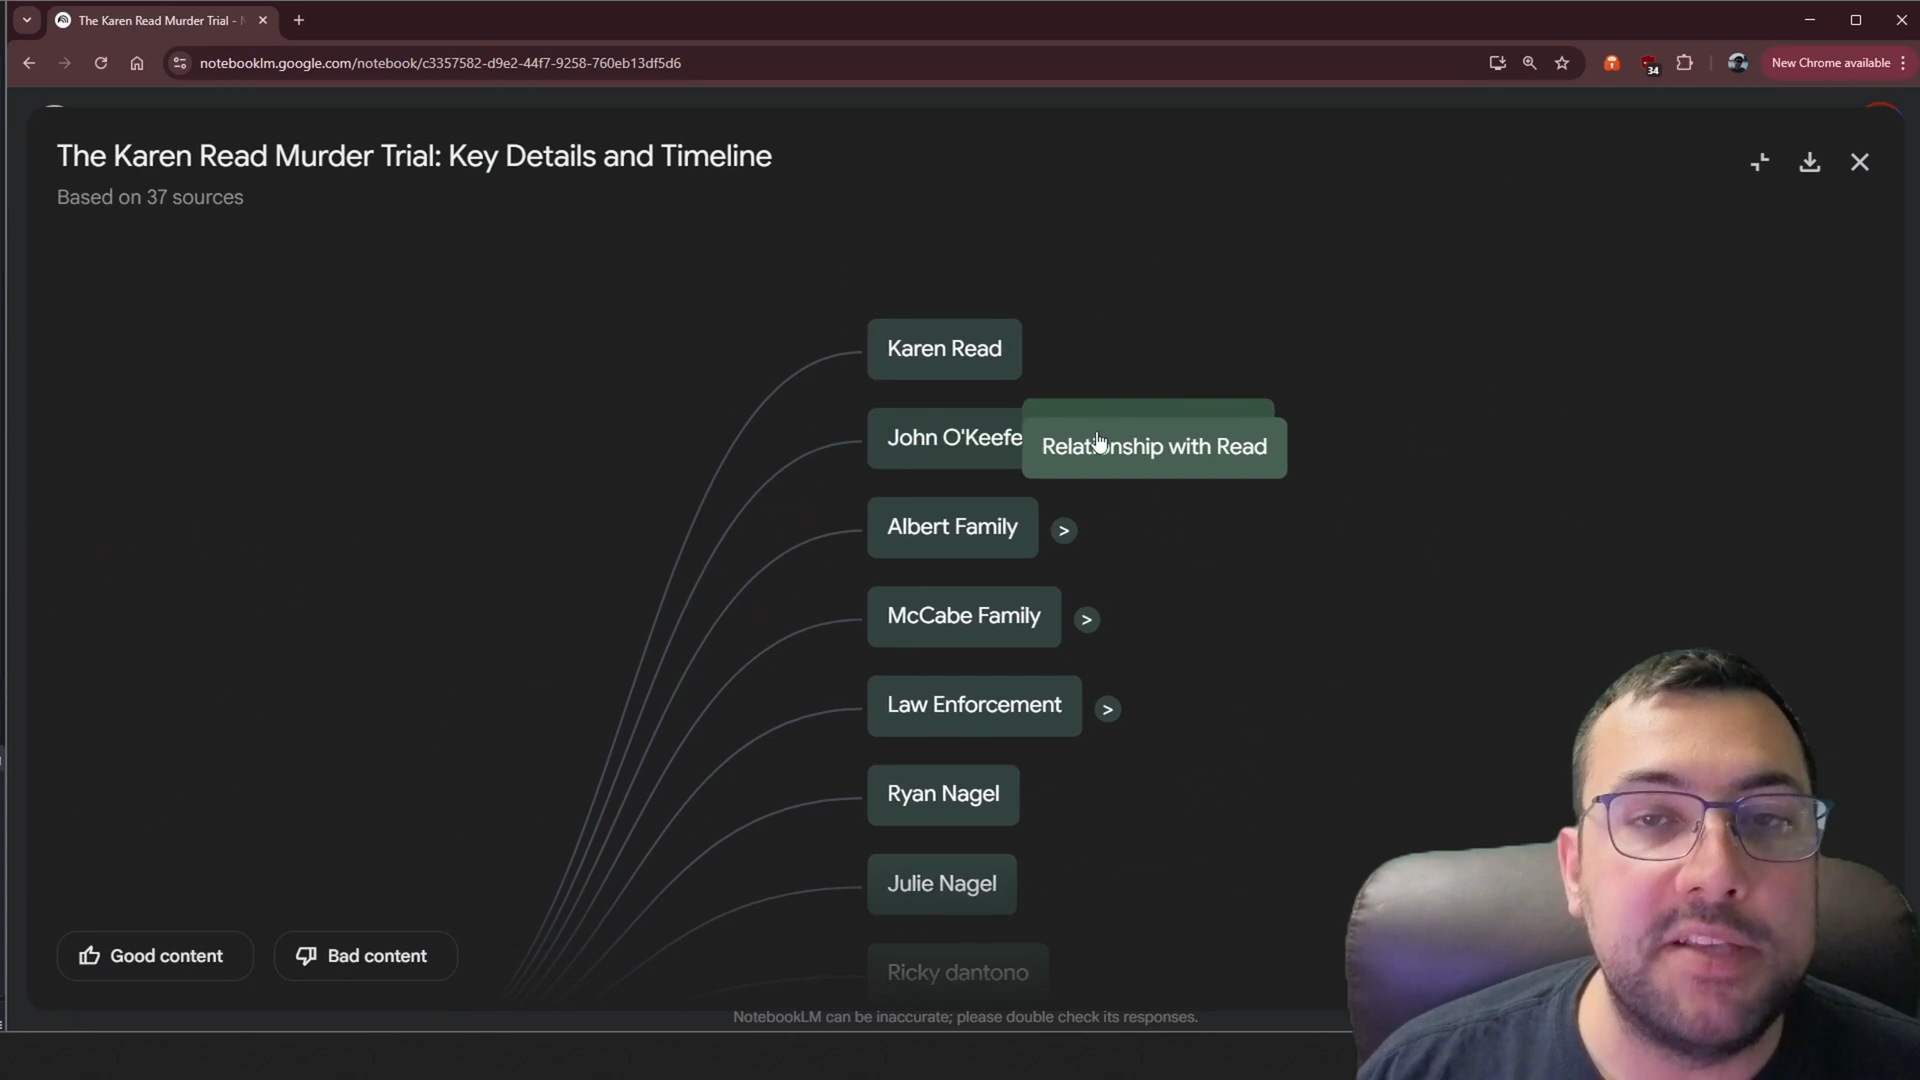 The Karen Read Murder Trial -
notebooklm.google.com/notebook/c3357582-d9e2-44f7-9258-760eb13df5d6
34
New Chrome available
The Karen Read Murder Trial: Key Details and Timeline
Based on 37 sources
Karen Read
John O'Keefe
Relationship with Read
Albert Family >
McCabe Family >
Law Enforcement >
Ryan Nagel
Julie Nagel
Ricky dantono
Good content
Bad content
NotebookLM can be inaccurate; please double check its responses.